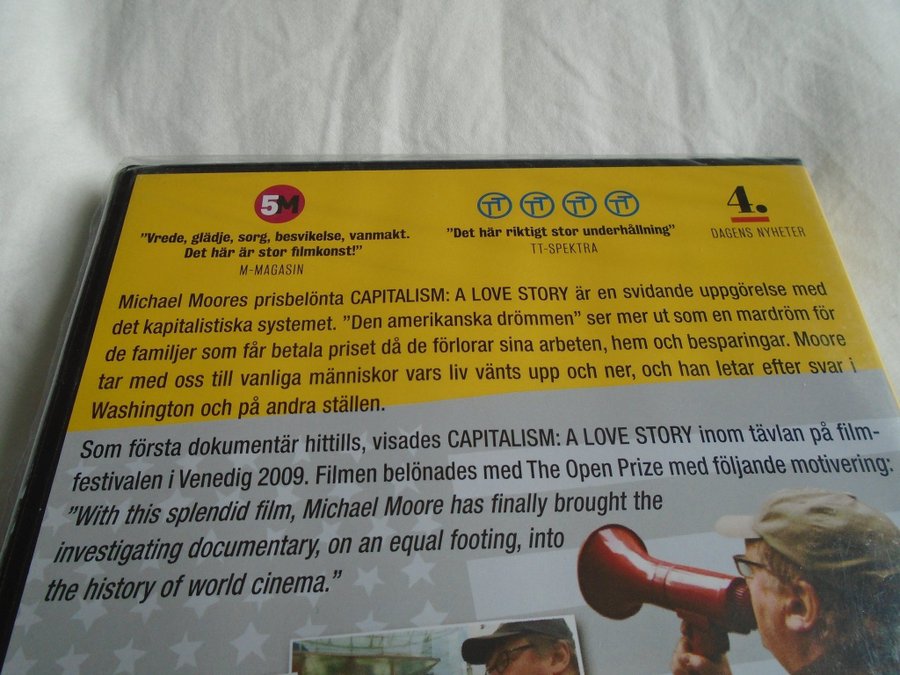 5M
"Vrede, glädje, sorg, besvikelse, vanmakt.
Det här är stor filmkonst!"
M-MAGASIN
TT TT TT TT
"Det här riktigt stor underhållning"
TT-SPEKTRA
4.
DAGENS NYHETER
Michael Moores prisbelönta CAPITALISM: A LOVE STORY är en svidande uppgörelse med
det kapitalistiska systemet. "Den amerikanska drömmen" ser mer ut som en mardröm för
de familjer som får betala priset då de förlorar sina arbeten, hem och besparingar. Moore
tar med oss till vanliga människor vars liv vänts upp och ner, och han letar efter svar i
Washington och på andra ställen.
Som första dokumentär hittills, visades CAPITALISM: A LOVE STORY inom tävlan på film-
festivalen i Venedig 2009. Filmen belönades med The Open Prize med följande motivering:
"With this splendid film, Michael Moore has finally brought the
investigating documentary, on an equal footing, into
the history of world cinema."